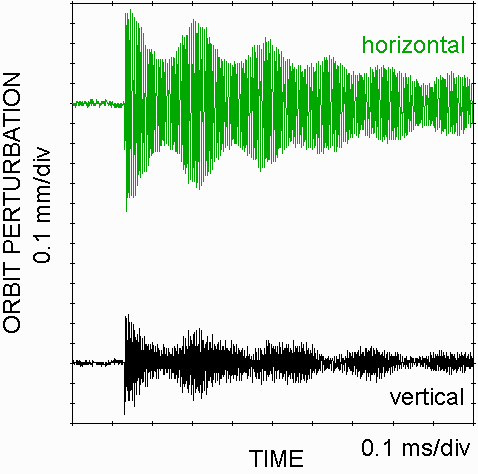 horizontal
ORBIT PERTURBATION
0.1 mm/div
vertical
0.1 ms/div
TIME